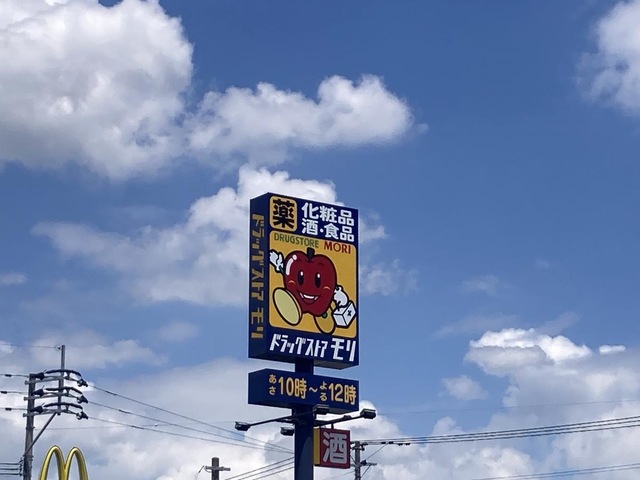 薬 化粧品
酒・食品
DRUGSTORE MORI
ドラッグストア モリ
ドラッグストア モリ
あさ10時～よる12時
酒